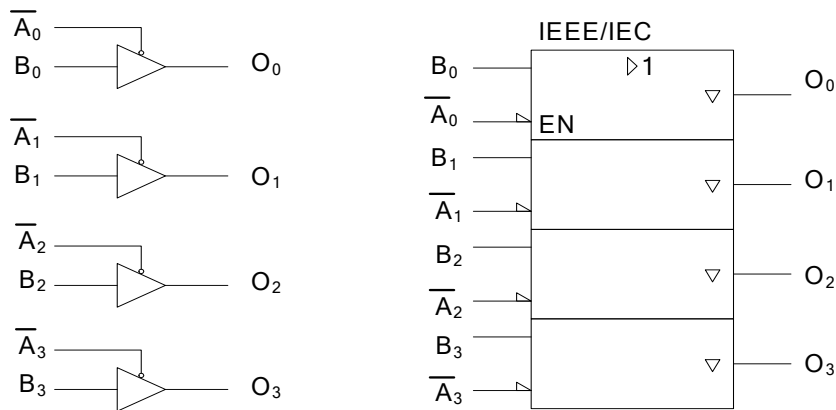 A̅₀
B₀
O₀
A̅₁
B₁
O₁
A̅₂
B₂
O₂
A̅₃
B₃
O₃
IEEE/IEC
B₀
1
O₀
A̅₀
EN
B₁
O₁
A̅₁
B₂
O₂
A̅₂
B₃
O₃
A̅₃